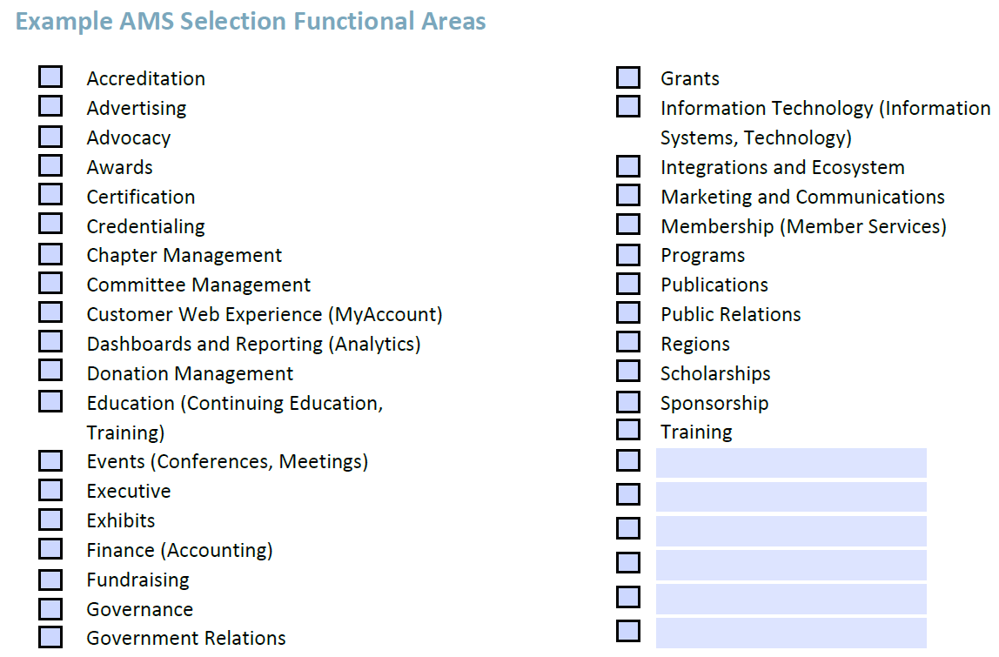 Example AMS Selection Functional Areas
Accreditation
Advertising
Advocacy
Awards
Certification
Credentialing
Chapter Management
Committee Management
Customer Web Experience (MyAccount)
Dashboards and Reporting (Analytics)
Donation Management
Education (Continuing Education,
Training)
Events (Conferences, Meetings)
Executive
Exhibits
Finance (Accounting)
Fundraising
Governance
Government Relations
Grants
Information Technology (Information
Systems, Technology)
Integrations and Ecosystem
Marketing and Communications
Membership (Member Services)
Programs
Publications
Public Relations
Regions
Scholarships
Sponsorship
Training